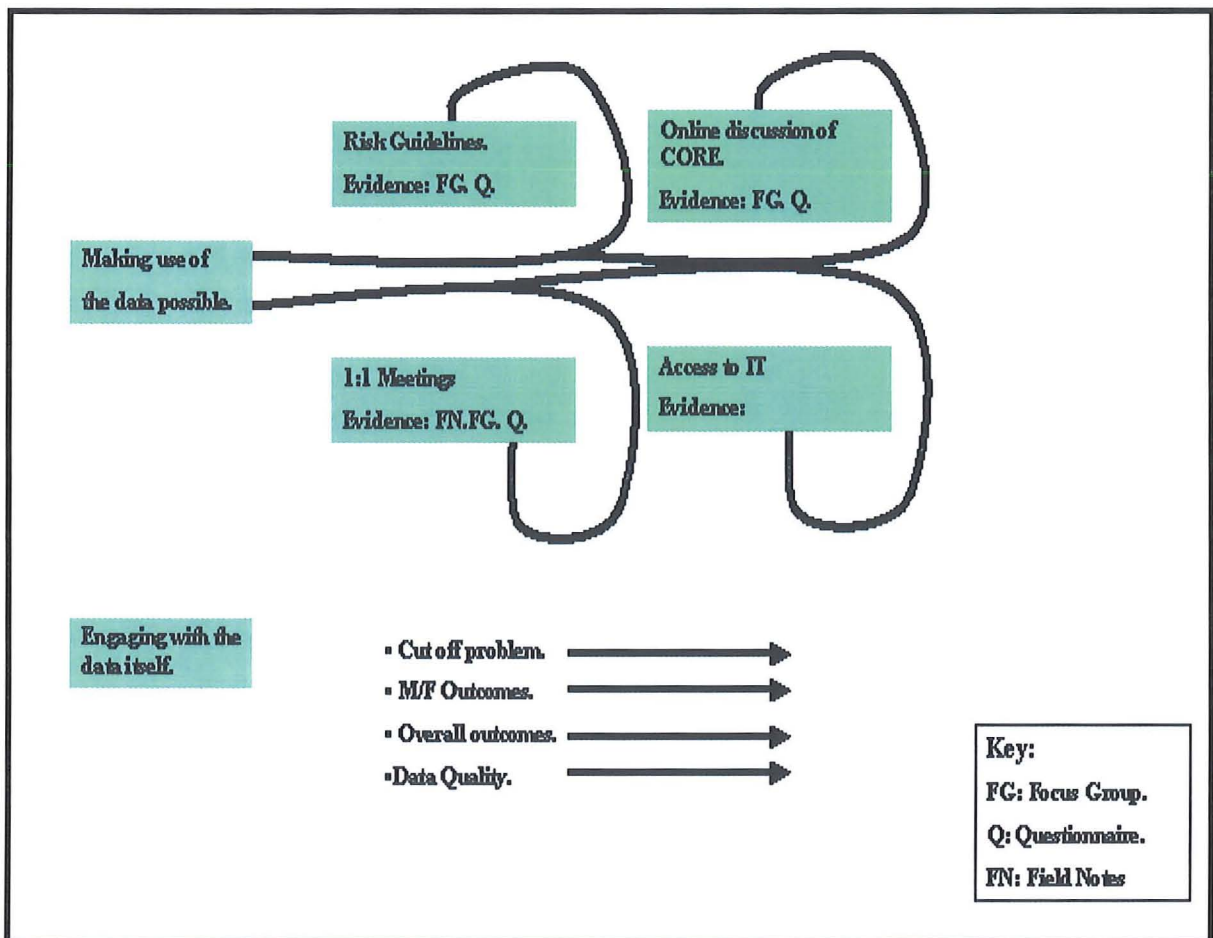 Risk Guidelines.
Evidence: FG. Q.
Online discussion of
CORE.
Evidence: FG. Q.
Making use of
the data possible.
1:1 Meetings
Evidence: FN.FG. Q.
Access to IT
Evidence:
Engaging with the
data itself.
▪ Cut off problem.
▪ M/F Outcomes.
▪ Overall outcomes.
▪Data Quality.
Key:
FG: Focus Group.
Q: Questionnaire.
FN: Field Notes